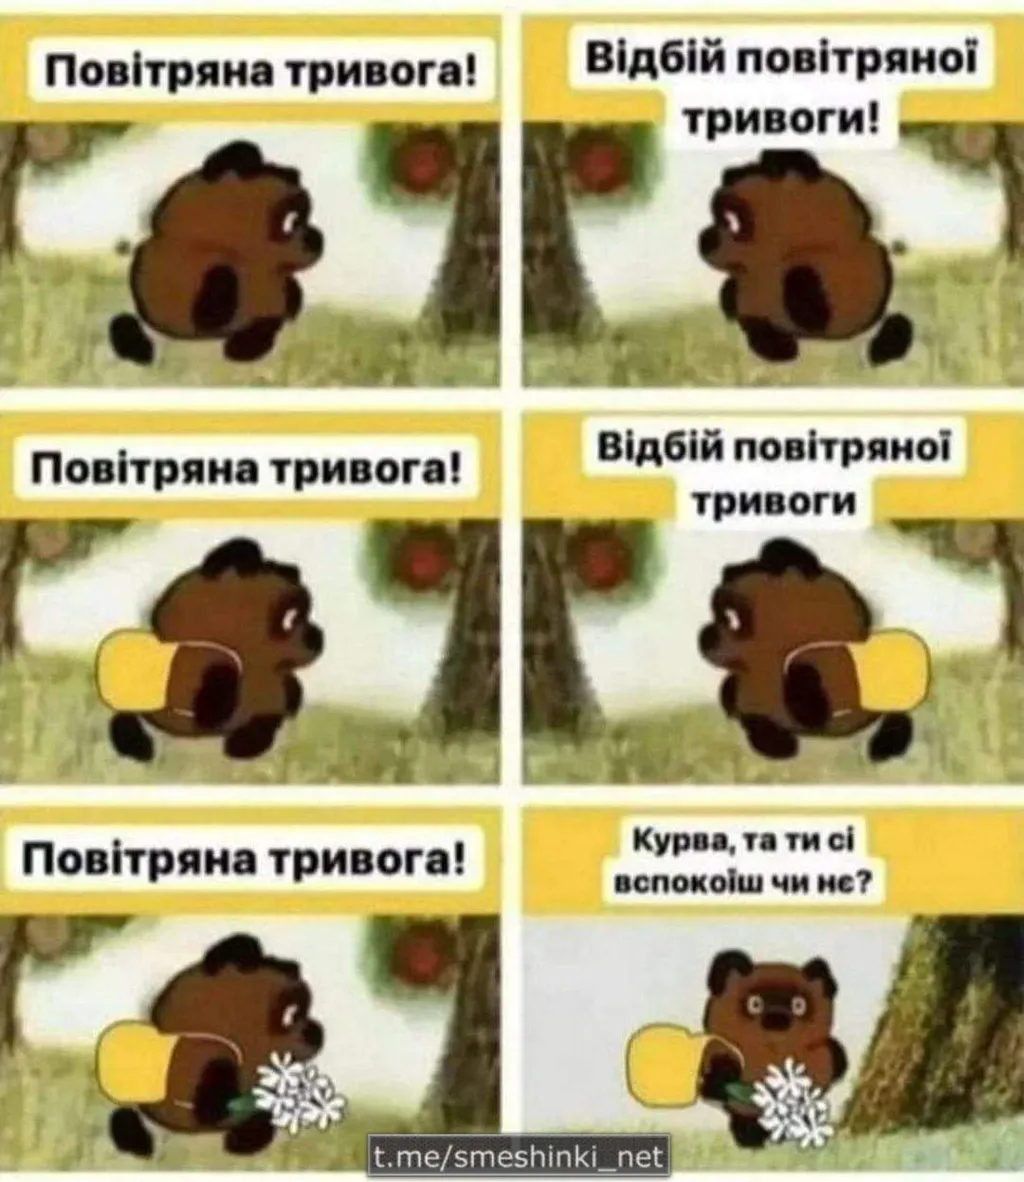 Повітряна тривога!
Відбій повітряної
тривоги!
Повітряна тривога!
Відбій повітряної
тривоги
Повітряна тривога!
Курва, та ти сі
вспокоїш чи нє?
t.me/smeshinki_net